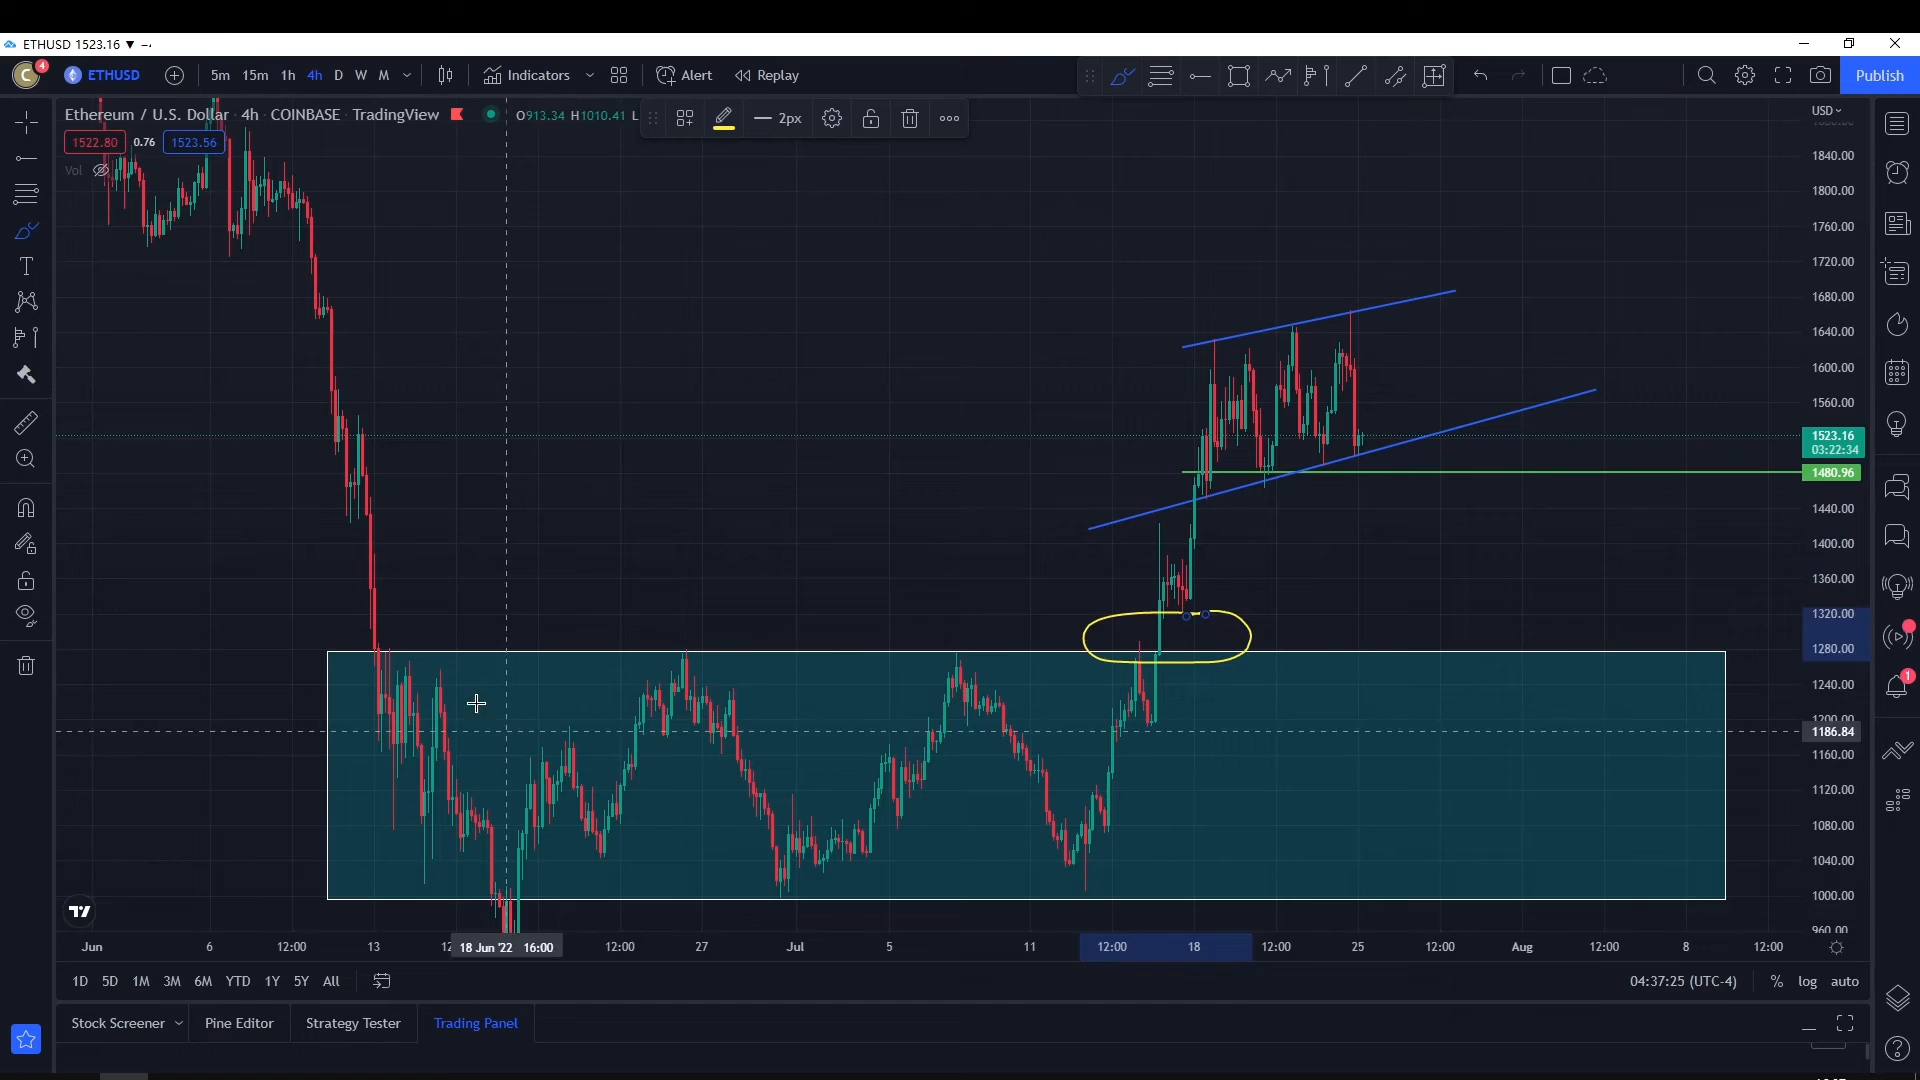 ETHUSD 1523.16 ▼
C 4 ETHUSD 5m 15m 1h 4h D W M Indicators Alert Replay Publish
Ethereum / U.S. Dollar 4h COINBASE TradingView O913.34 H1010.41 L 2px
USD
1522.80 0.76 1523.56
Vol
1840.00
1800.00
1760.00
1720.00
1680.00
1640.00
1600.00
1560.00
1523.16
03:22:34
1480.96
1440.00
1400.00
1360.00
1320.00
1280.00
1240.00
1200.00
1186.84
1160.00
1120.00
1080.00
1040.00
1000.00
960.00
1
Jun 6 12:00 13 18 Jun '22 16:00 12:00 27 Jul 5 11 12:00 18 12:00 25 12:00 Aug 12:00 8 12:00
1D 5D 1M 3M 6M YTD 1Y 5Y All 04:37:25 (UTC-4) % log auto
Stock Screener Pine Editor Strategy Tester Trading Panel